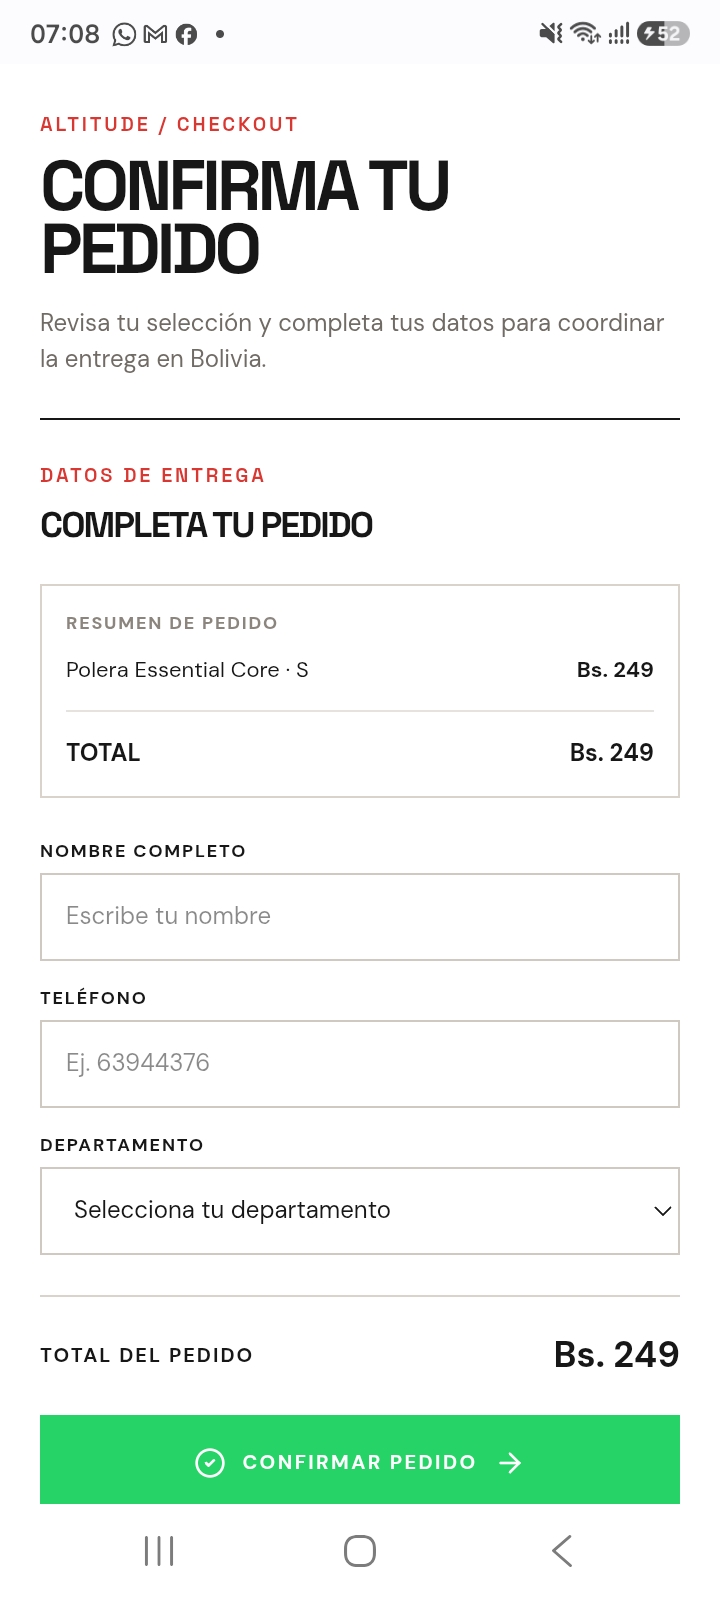 07:08
52
ALTITUDE / CHECKOUT
CONFIRMA TU
PEDIDO
Revisa tu selección y completa tus datos para coordinar
la entrega en Bolivia.
DATOS DE ENTREGA
COMPLETA TU PEDIDO
RESUMEN DE PEDIDO
Polera Essential Core · S Bs. 249
TOTAL Bs. 249
NOMBRE COMPLETO
Escribe tu nombre
TELÉFONO
Ej. 63944376
DEPARTAMENTO
Selecciona tu departamento
TOTAL DEL PEDIDO Bs. 249
CONFIRMAR PEDIDO